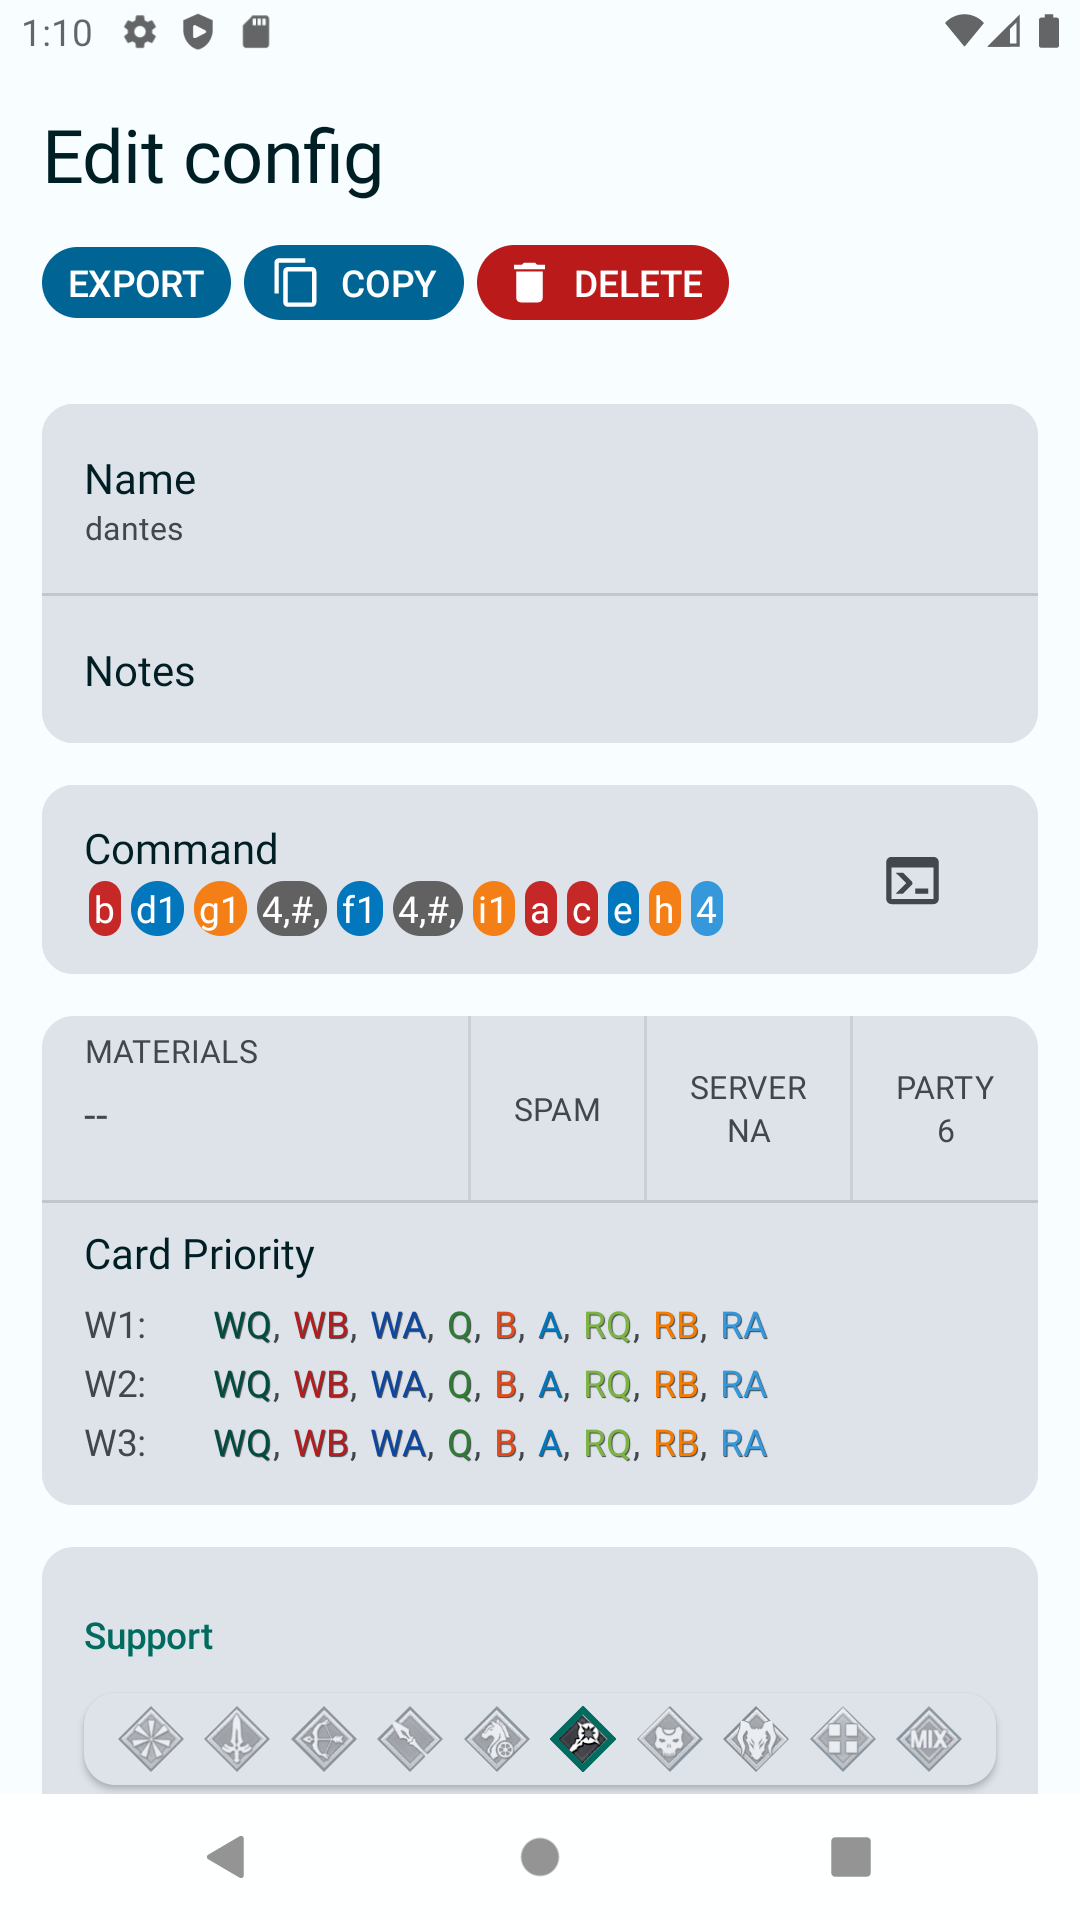 1:10
Edit config
EXPORT COPY DELETE
Name
dantes
Notes
Command
b d1 g1 4,#, f1 4,#, i1 a c e h 4
MATERIALS
--
SPAM
SERVER
NA
PARTY
6
Card Priority
W1: WQ, WB, WA, Q, B, A, RQ, RB, RA
W2: WQ, WB, WA, Q, B, A, RQ, RB, RA
W3: WQ, WB, WA, Q, B, A, RQ, RB, RA
Support
MIX